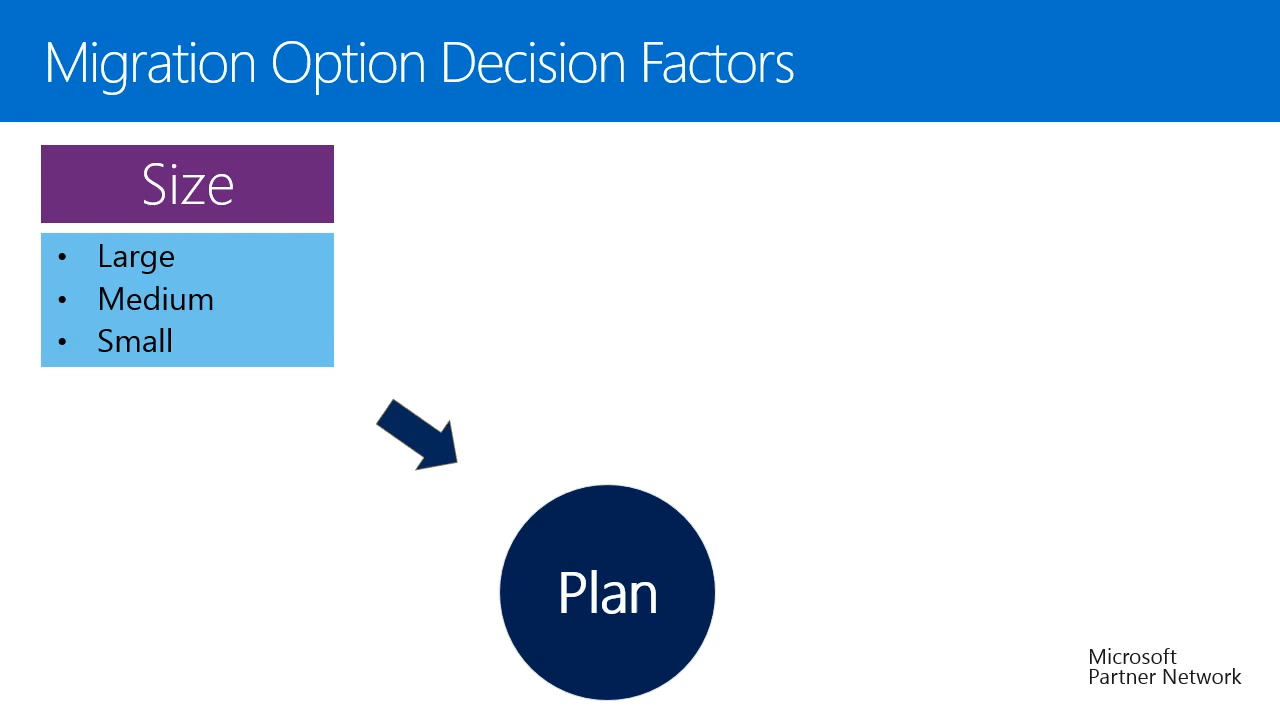 Migration Option Decision Factors
Size
• Large
• Medium
• Small
Plan
Microsoft
Partner Network